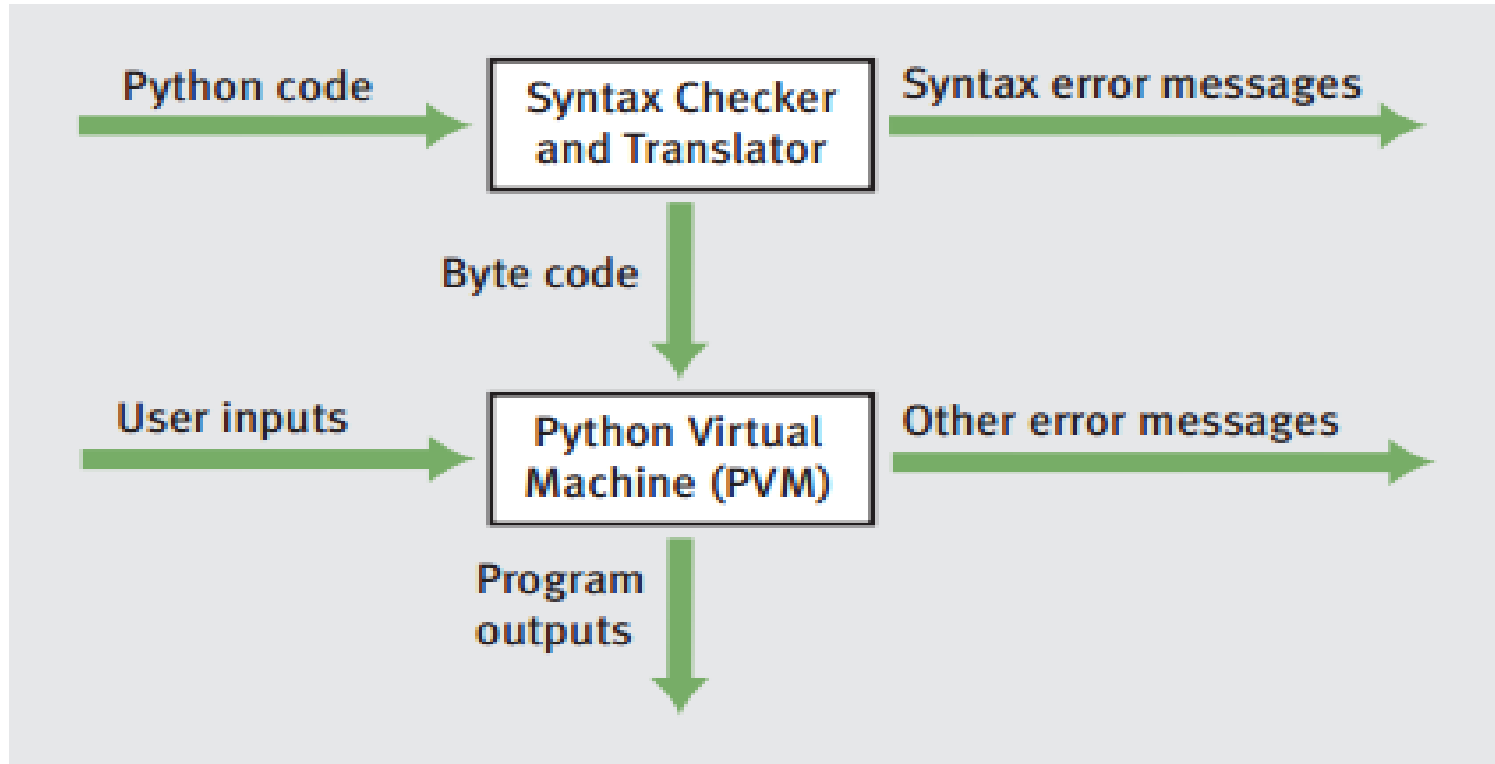 Python code
Syntax Checker
and Translator
Syntax error messages
Byte code
User inputs
Python Virtual
Machine (PVM)
Other error messages
Program
outputs